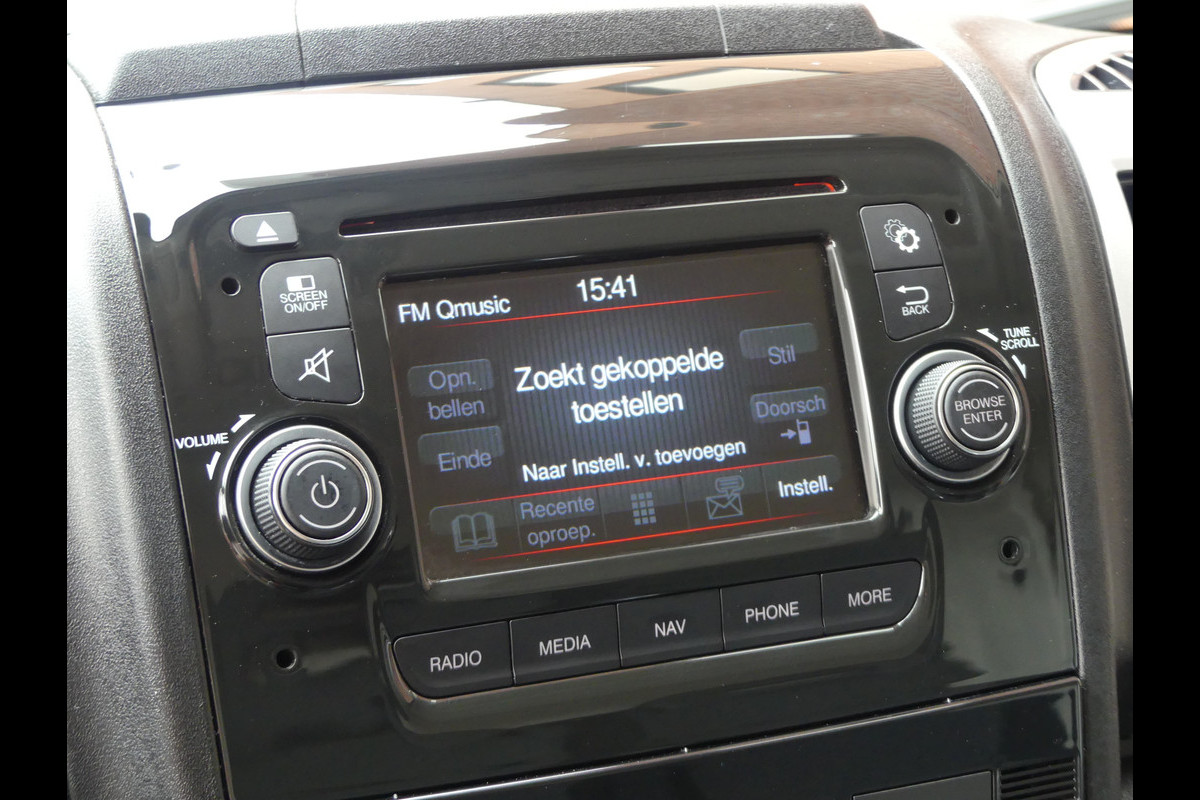 SCREEN
ON/OFF
VOLUME
FM Qmusic
15:41
Opn.
bellen
Zoekt gekoppelde
toestellen
Stil
Doorsch
Einde
Naar Instell. v. toevoegen
Recente
oproep.
Instell.
BACK
TUNE
SCROLL
BROWSE
ENTER
RADIO
MEDIA
NAV
PHONE
MORE